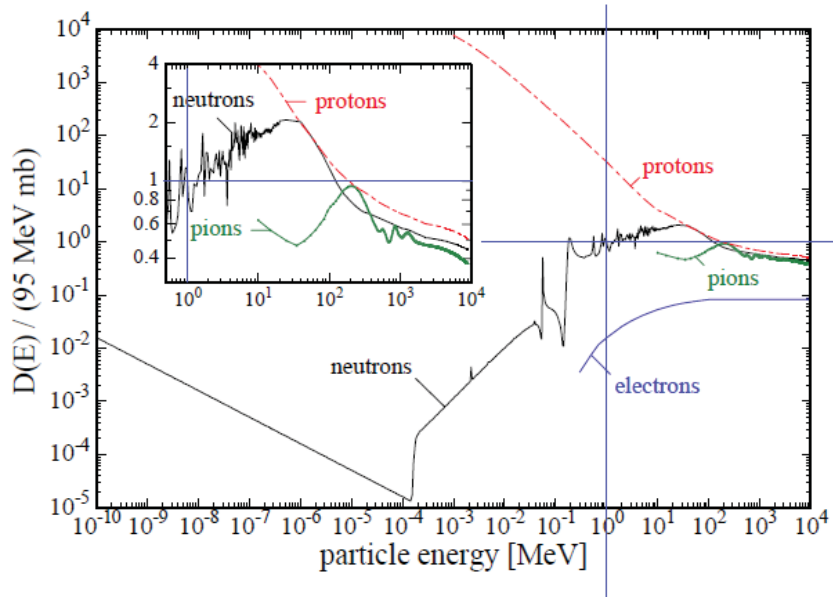 D(E) / (95 MeV mb)
10^4
10^3
10^2
10^1
10^0
10^-1
10^-2
10^-3
10^-4
10^-5
4
2
1
0.8
0.6
0.4
neutrons
protons
pions
10^0 10^1 10^2 10^3 10^4
protons
pions
neutrons
electrons
10^-10 10^-9 10^-8 10^-7 10^-6 10^-5 10^-4 10^-3 10^-2 10^-1 10^0 10^1 10^2 10^3 10^4
particle energy [MeV]